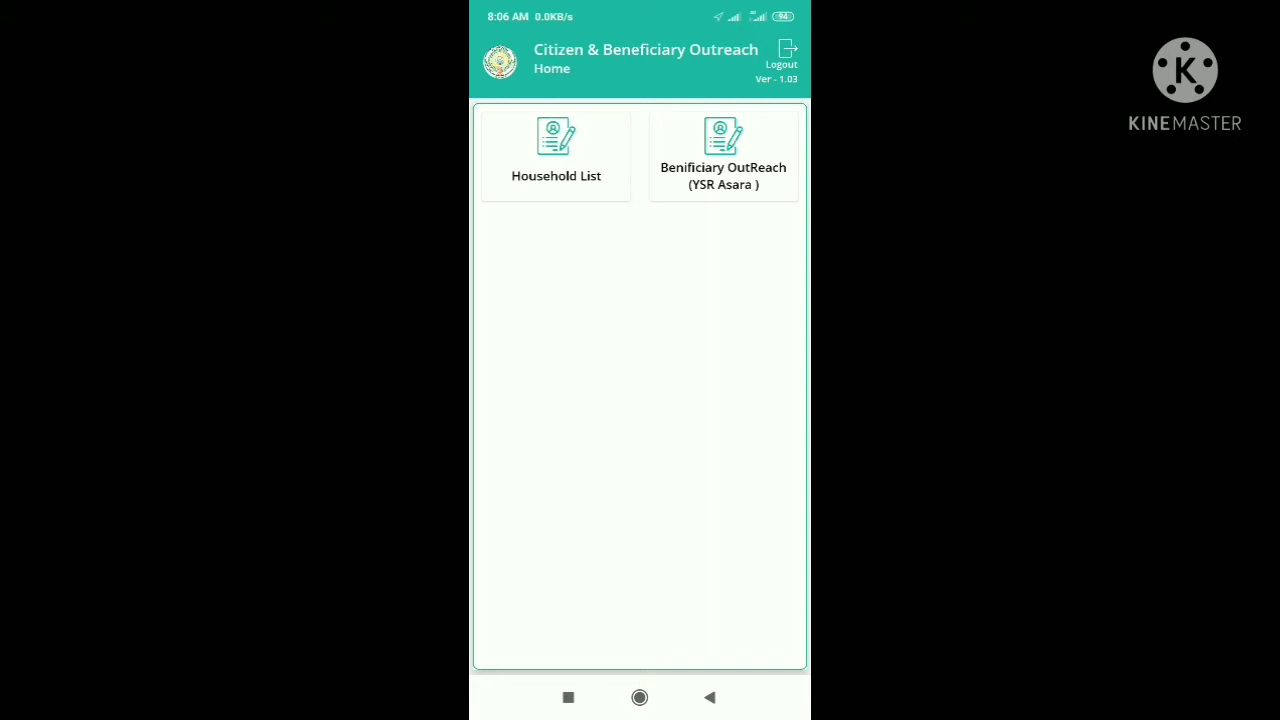 8:06 AM 0.0KB/s 94
Citizen & Beneficiary Outreach
Home
Logout
Ver - 1.03
Household List
Benificiary OutReach
(YSR Asara )
K
KINEMASTER